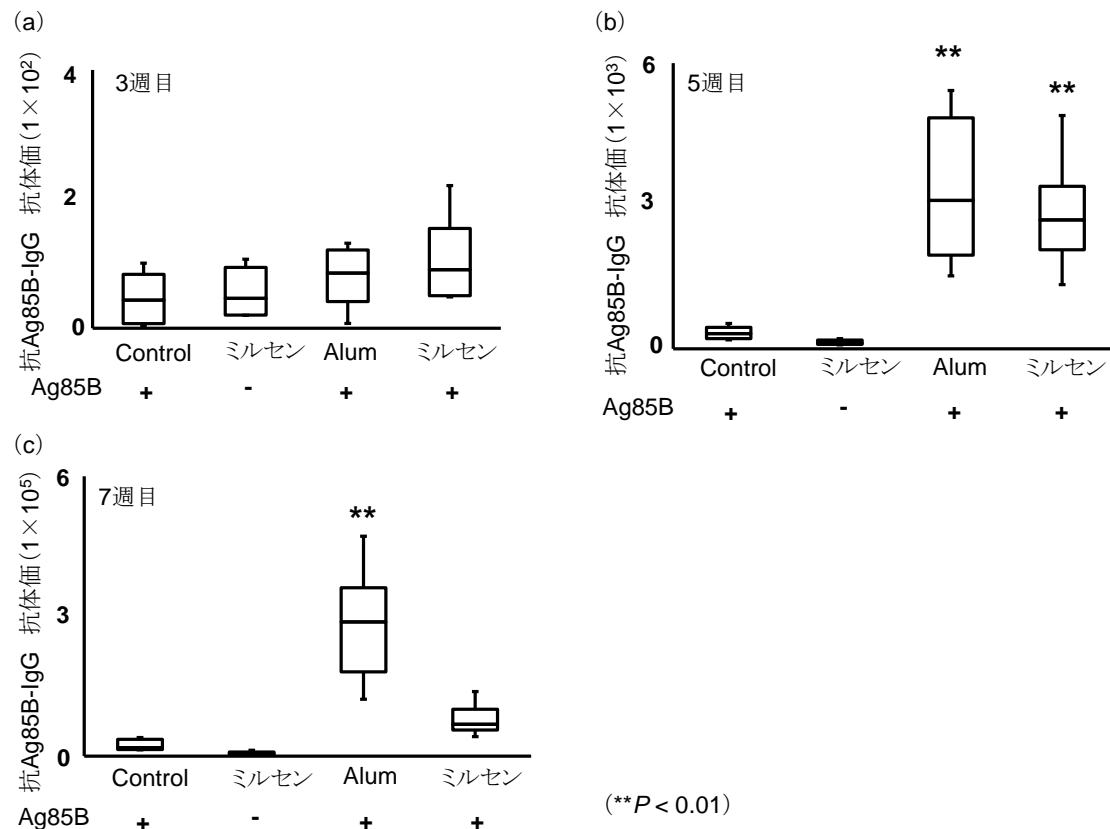 (a)
抗Ag85B-IgG 抗体価(1×10²)
3週目
4
2
0
Control ミルセン Alum ミルセン
Ag85B + - + +
(b)
抗Ag85B-IgG 抗体価(1×10³)
5週目
6
3
0
** **
Control ミルセン Alum ミルセン
Ag85B + - + +
(c)
抗Ag85B-IgG 抗体価(1×10⁵)
7週目
6
3
0
**
Control ミルセン Alum ミルセン
Ag85B + - + +
(**P < 0.01)